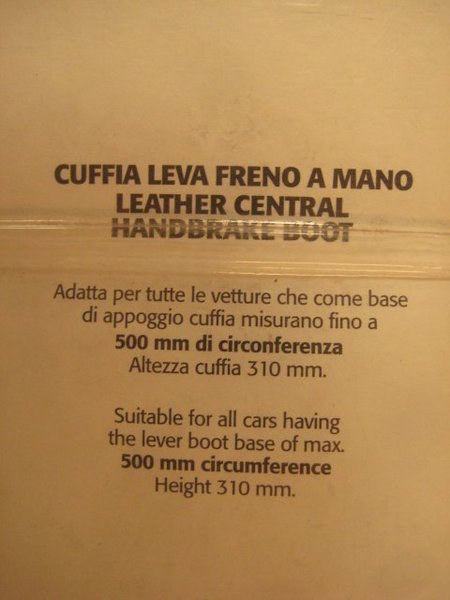 CUFFIA LEVA FRENO A MANO
LEATHER CENTRAL
HANDBRAKE BOOT
Adatta per tutte le vetture che come base
di appoggio cuffia misurano fino a
500 mm di circonferenza
Altezza cuffia 310 mm.
Suitable for all cars having
the lever boot base of max.
500 mm circumference
Height 310 mm.